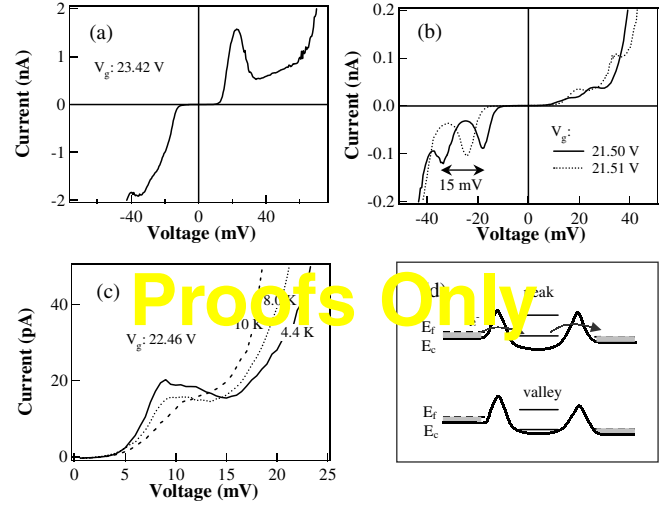 (a)
V_g: 23.42 V
Current (nA)
2
1
0
-1
-2
-40
0
40
Voltage (mV)
(b)
Current (nA)
0.2
0.1
0.0
-0.1
-0.2
V_g:
21.50 V
21.51 V
15 mV
-40
-20
0
20
40
Voltage (mV)
(c)
8.0 K
10 K
4.4 K
V_g: 22.46 V
Current (pA)
40
20
0
0
5
10
15
20
25
Voltage (mV)
d)
peak
E_f
E_c
valley
E_f
E_c
Proofs Only